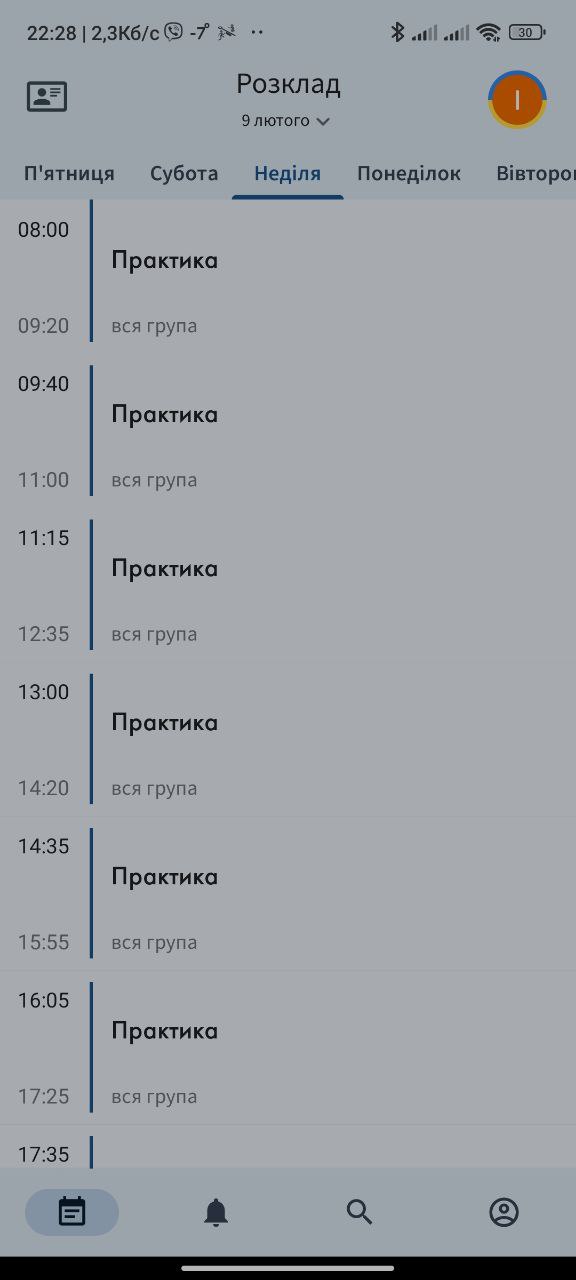 22:28 | 2,3Кб/с -7° ··
30
Розклад
9 лютого
І
П'ятниця Субота Неділя Понеділок Вівторо
08:00
Практика
09:20 вся група
09:40
Практика
11:00 вся група
11:15
Практика
12:35 вся група
13:00
Практика
14:20 вся група
14:35
Практика
15:55 вся група
16:05
Практика
17:25 вся група
17:35